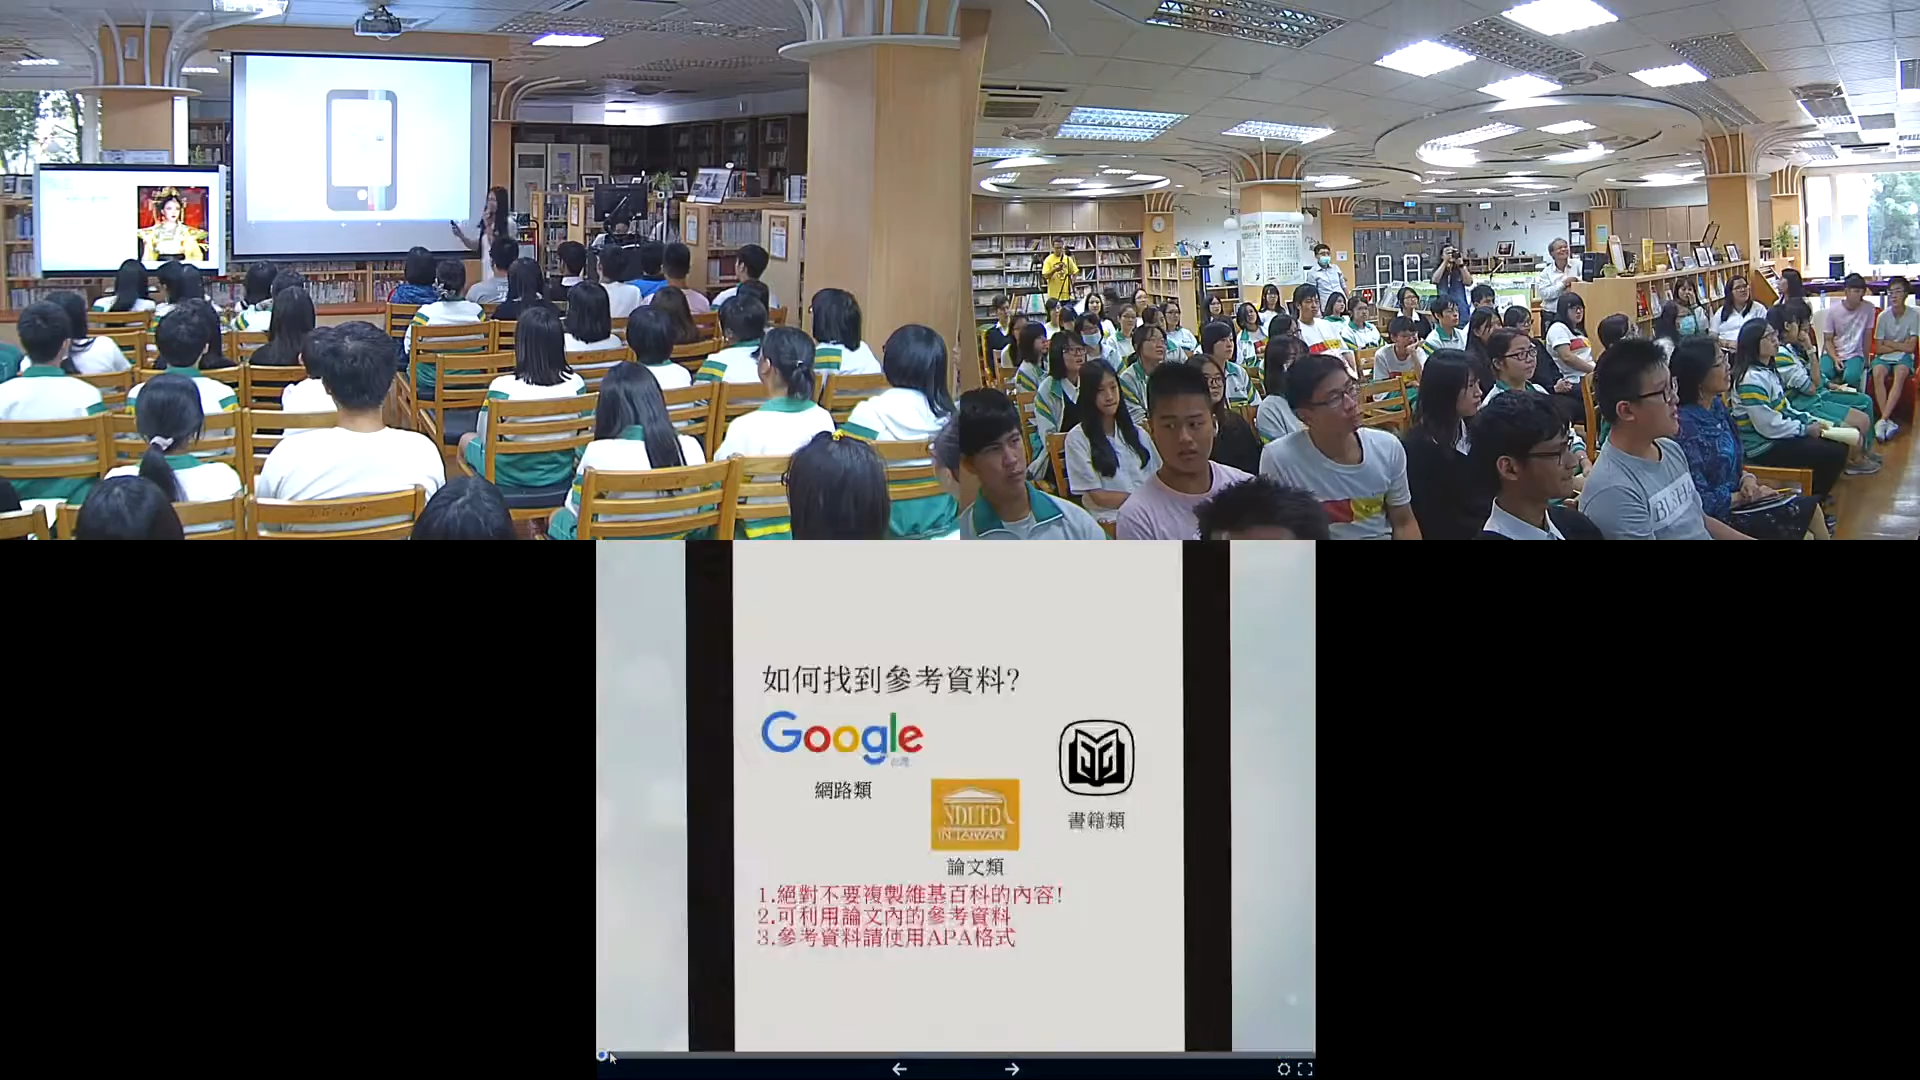 如何找到參考資料?
Google
台灣
網路類
NDLTD
IN TAIWAN
書籍類
論文類
1.絕對不要複製維基百科的內容!
2.可利用論文內的參考資料
3.參考資料請使用APA格式